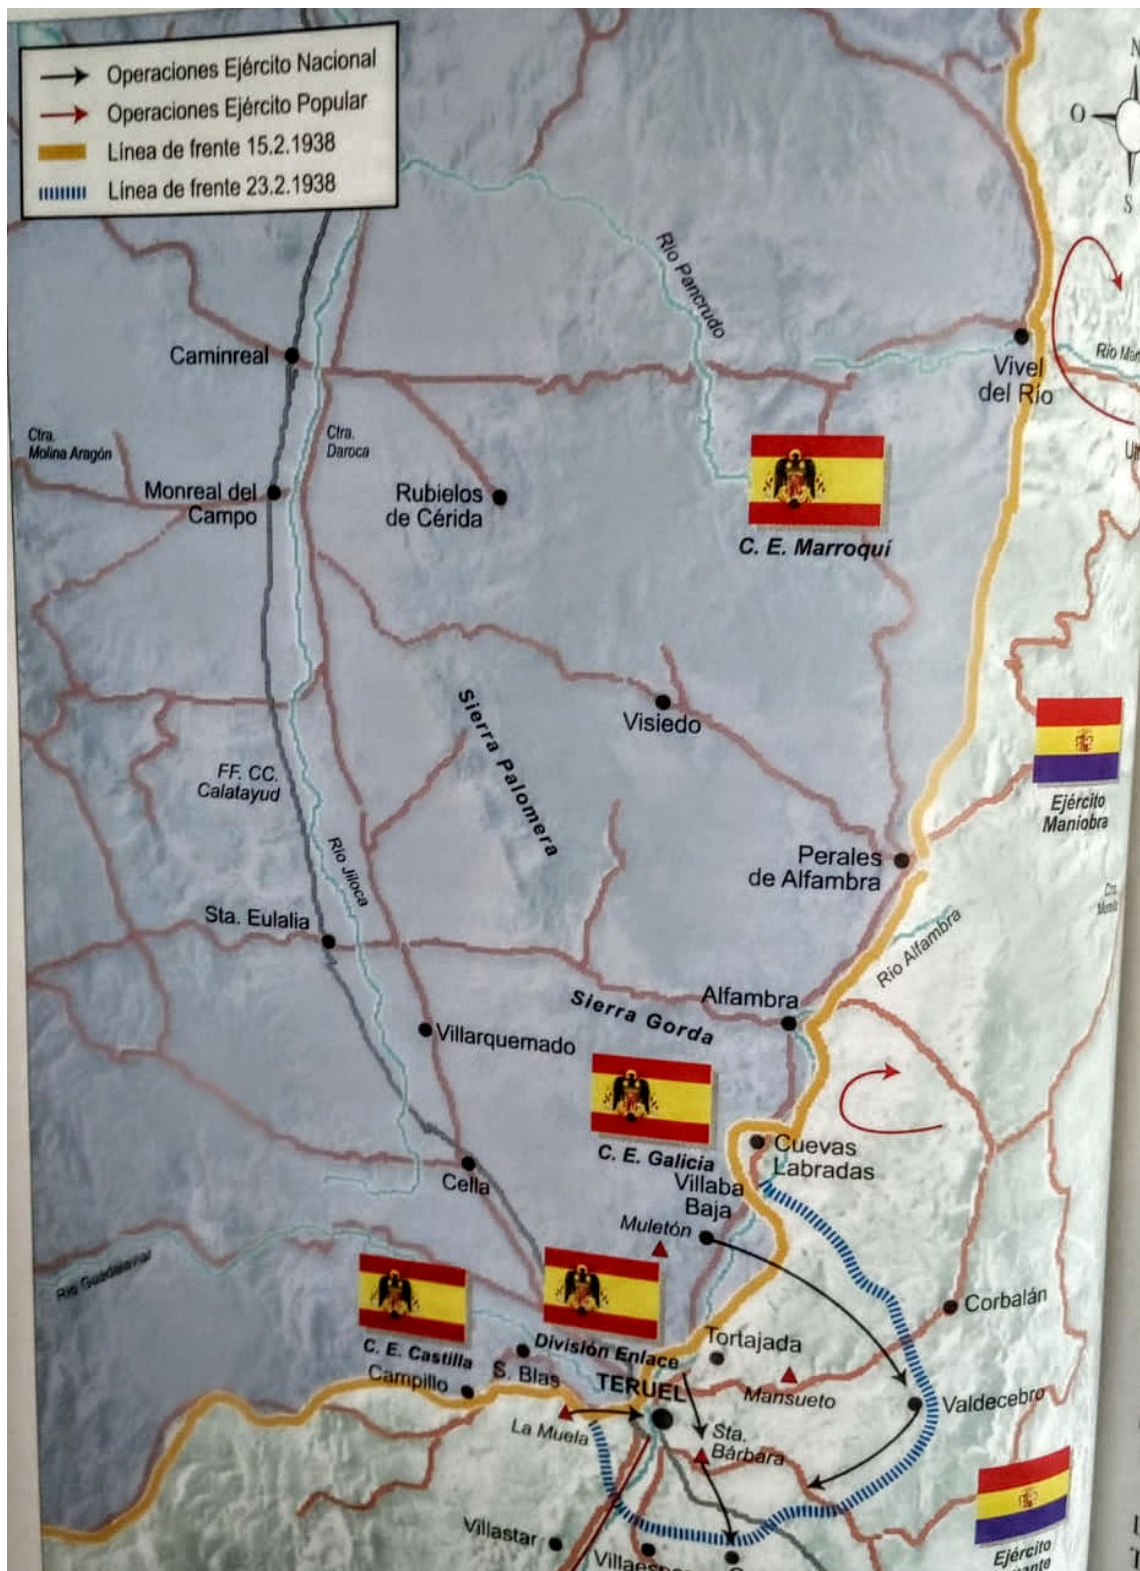 Operaciones Ejército Nacional
Operaciones Ejército Popular
Línea de frente 15.2.1938
Línea de frente 23.2.1938
N
O
S
Río Pancrudo
Caminreal
Vivel
del Río
Río
Ctra.
Molina Aragón
Ctra.
Daroca
Monreal del
Campo
Rubielos
de Cérida
C. E. Marroquí
Sierra Palomera
Visiedo
FF. CC.
Calatayud
Ejército
Maniobra
Río Jiloca
Perales
de Alfambra
Sta. Eulalia
Río Alfambra
Alfambra
Sierra Gorda
Villarquemado
C. E. Galicia
Cuevas
Labradas
Cella
Villaba
Baja
Muletón
Río Guadalaviar
Corbalán
División Enlace
Tortajada
C. E. Castilla
S. Blas
Campillo
TERUEL
Mansueto
Valdecebro
La Muela
Sta.
Bárbara
Villastar
Ejército